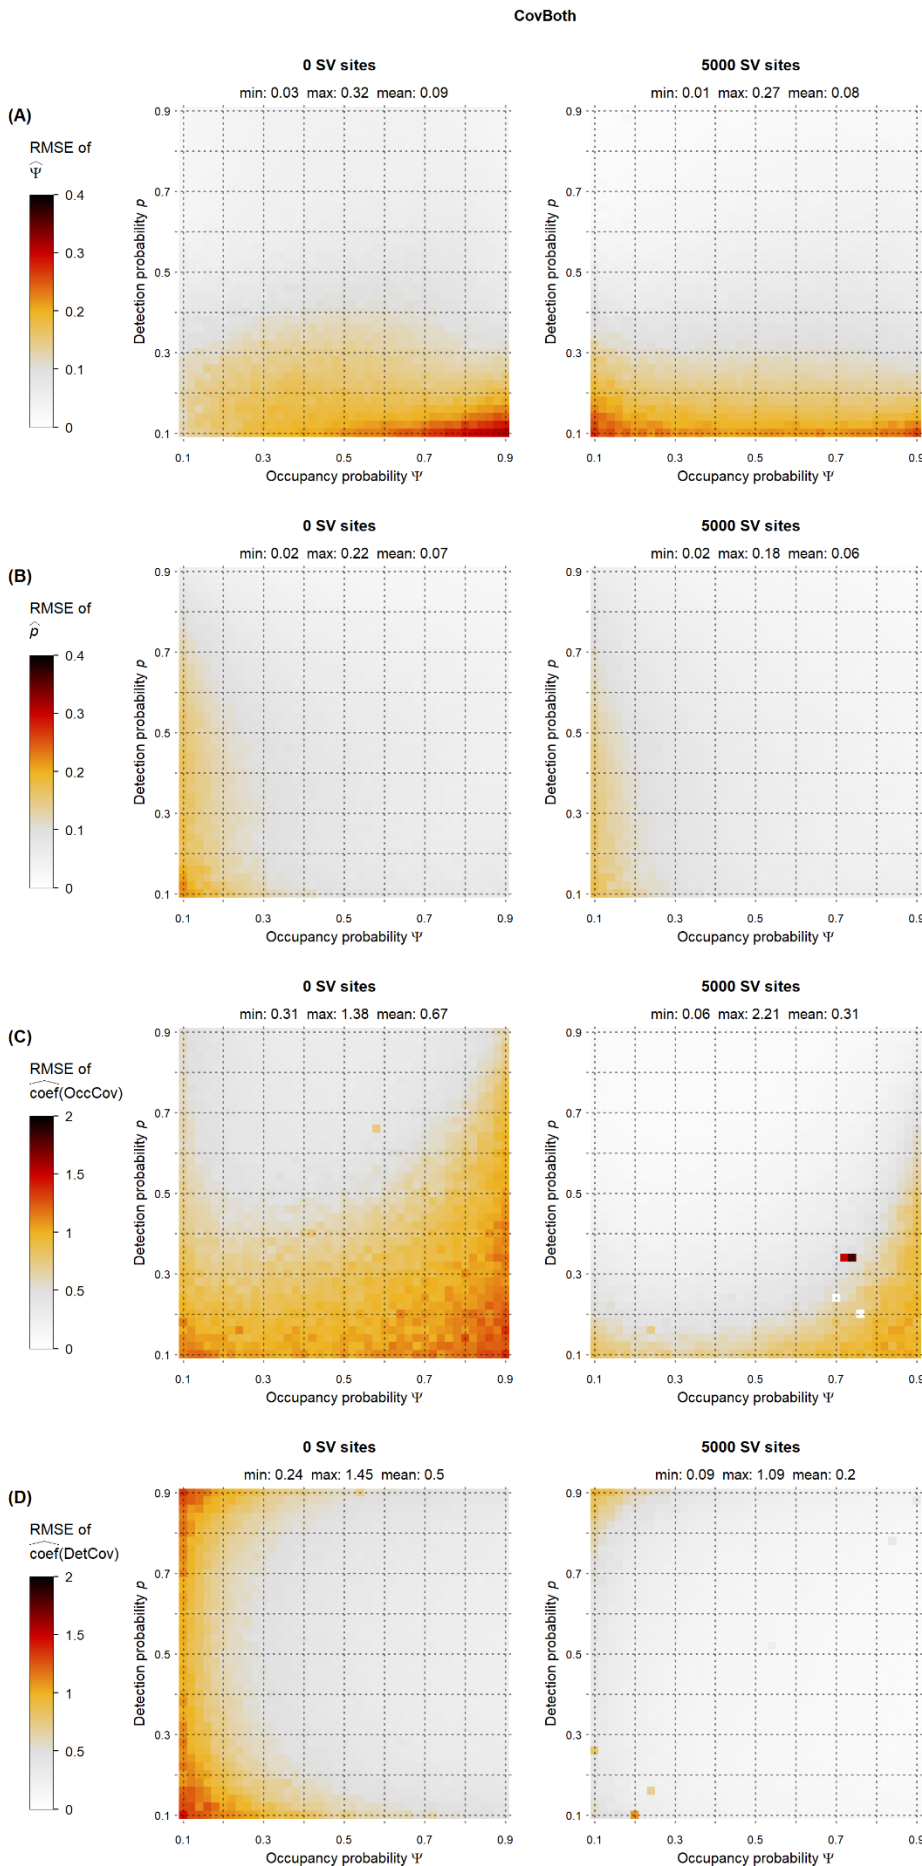 CovBoth
0 SV sites
5000 SV sites
min: 0.03 max: 0.32 mean: 0.09
min: 0.01 max: 0.27 mean: 0.08
(A)
RMSE of
Ψ̂
0.4
0.3
0.2
0.1
0
Detection probability p
0.9
0.7
0.5
0.3
0.1
0.1 0.3 0.5 0.7 0.9
Occupancy probability Ψ
Detection probability p
0.9
0.7
0.5
0.3
0.1
0.1 0.3 0.5 0.7 0.9
Occupancy probability Ψ
0 SV sites
5000 SV sites
min: 0.02 max: 0.22 mean: 0.07
min: 0.02 max: 0.18 mean: 0.06
(B)
RMSE of
p̂
0.4
0.3
0.2
0.1
0
Detection probability p
0.9
0.7
0.5
0.3
0.1
0.1 0.3 0.5 0.7 0.9
Occupancy probability Ψ
Detection probability p
0.9
0.7
0.5
0.3
0.1
0.1 0.3 0.5 0.7 0.9
Occupancy probability Ψ
0 SV sites
5000 SV sites
min: 0.31 max: 1.38 mean: 0.67
min: 0.06 max: 2.21 mean: 0.31
(C)
RMSE of
coef(OccCov)
2
1.5
1
0.5
0
Detection probability p
0.9
0.7
0.5
0.3
0.1
0.1 0.3 0.5 0.7 0.9
Occupancy probability Ψ
Detection probability p
0.9
0.7
0.5
0.3
0.1
0.1 0.3 0.5 0.7 0.9
Occupancy probability Ψ
0 SV sites
5000 SV sites
min: 0.24 max: 1.45 mean: 0.5
min: 0.09 max: 1.09 mean: 0.2
(D)
RMSE of
coef(DetCov)
2
1.5
1
0.5
0
Detection probability p
0.9
0.7
0.5
0.3
0.1
0.1 0.3 0.5 0.7 0.9
Occupancy probability Ψ
Detection probability p
0.9
0.7
0.5
0.3
0.1
0.1 0.3 0.5 0.7 0.9
Occupancy probability Ψ